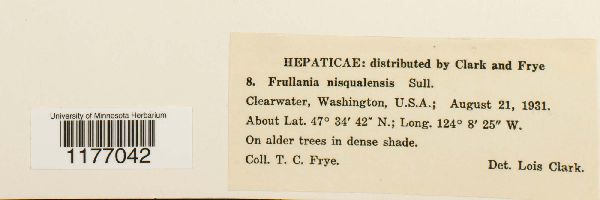 University of Minnesota Herbarium
1177042
HEPATICAE: distributed by Clark and Frye
8. Frullania nisqualensis Sull.
Clearwater, Washington, U.S.A.; August 21, 1931.
About Lat. 47° 34′ 42″ N.; Long. 124° 8′ 25″ W.
On alder trees in dense shade.
Coll. T. C. Frye. Det. Lois Clark.